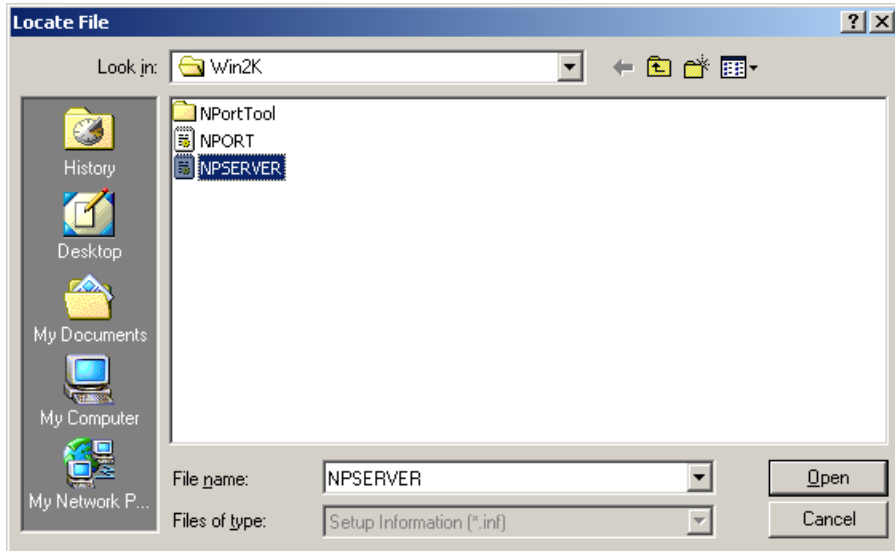 Locate File
Look in:
Win2K
NPortTool
NPORT
NPSERVER
History
Desktop
My Documents
My Computer
My Network P...
File name:
NPSERVER
Open
Files of type:
Setup Information (*.inf)
Cancel